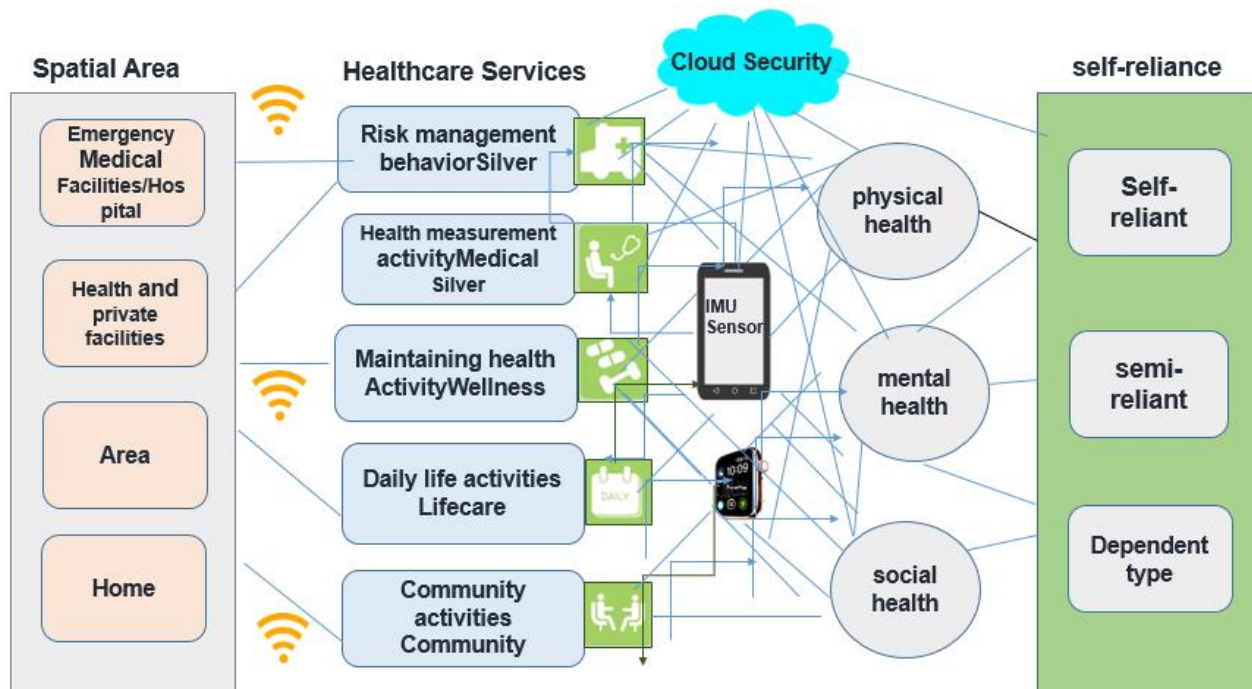 Spatial Area
Emergency
Medical
Facilities/Hos
pital
Health and
private
facilities
Area
Home
Healthcare Services
Risk management
behaviorSilver
Health measurement
activityMedical
Silver
Maintaining health
ActivityWellness
Daily life activities
Lifecare
DAILY
Community
activities
Community
Cloud Security
IMU
Sensor
10:09
physical
health
mental
health
social
health
self-reliance
Self-
reliant
semi-
reliant
Dependent
type